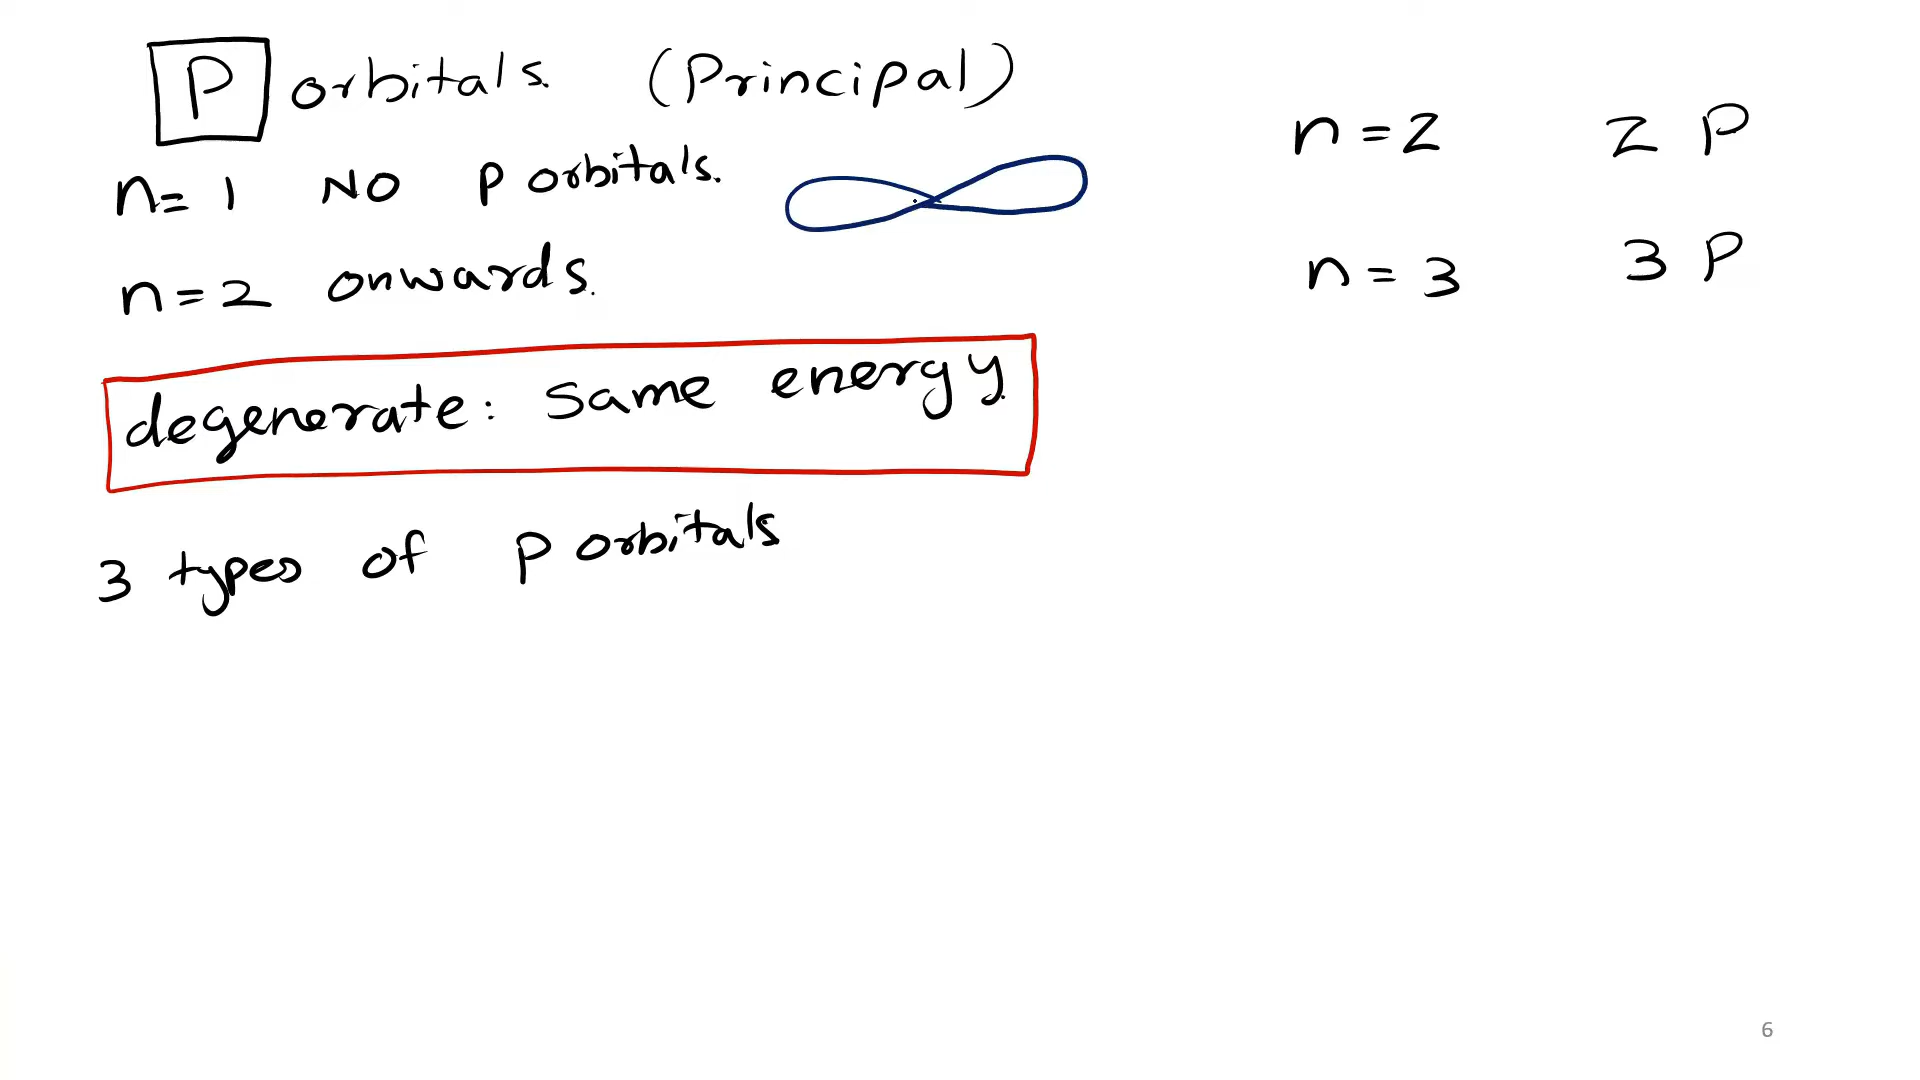 P orbitals. (Principal)
n=1 NO p orbitals.
n=2 onwards.
degenerate: same energy.
3 types of p orbitals
n=2 2 P
n=3 3 P
6